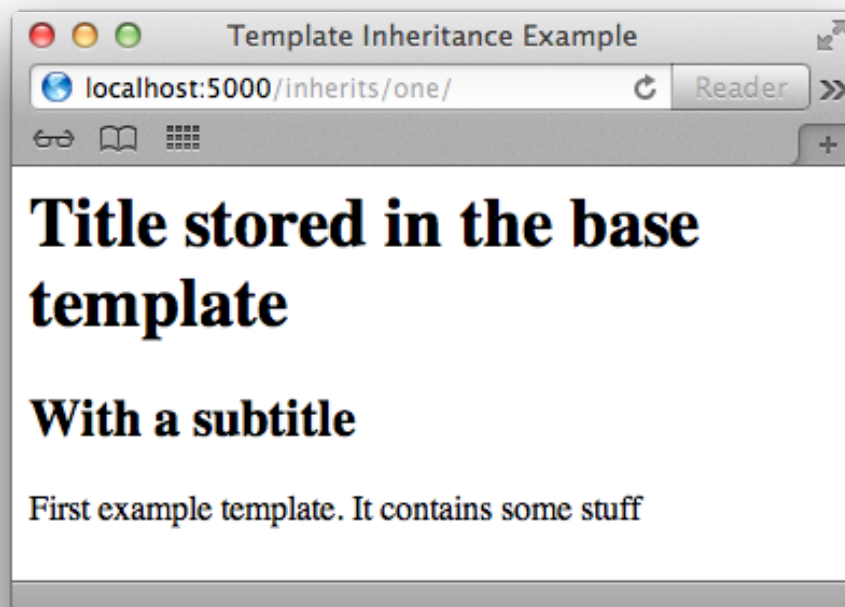 Template Inheritance Example
localhost:5000/inherits/one/
Reader
Title stored in the base
template
With a subtitle
First example template. It contains some stuff